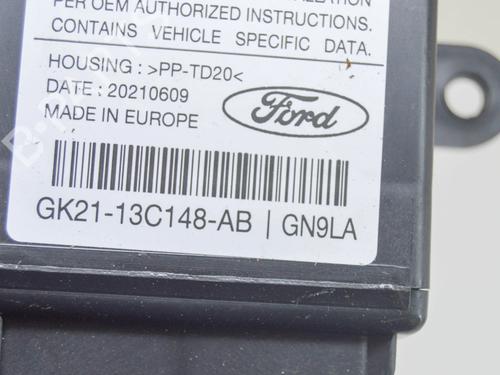 PER OEM AUTHORIZED INSTRUCTIONS.
CONTAINS VEHICLE SPECIFIC DATA.
HOUSING : >PP-TD20<
DATE : 20210609
MADE IN EUROPE
Ford
GK21-13C148-AB | GN9LA
B-PARTS